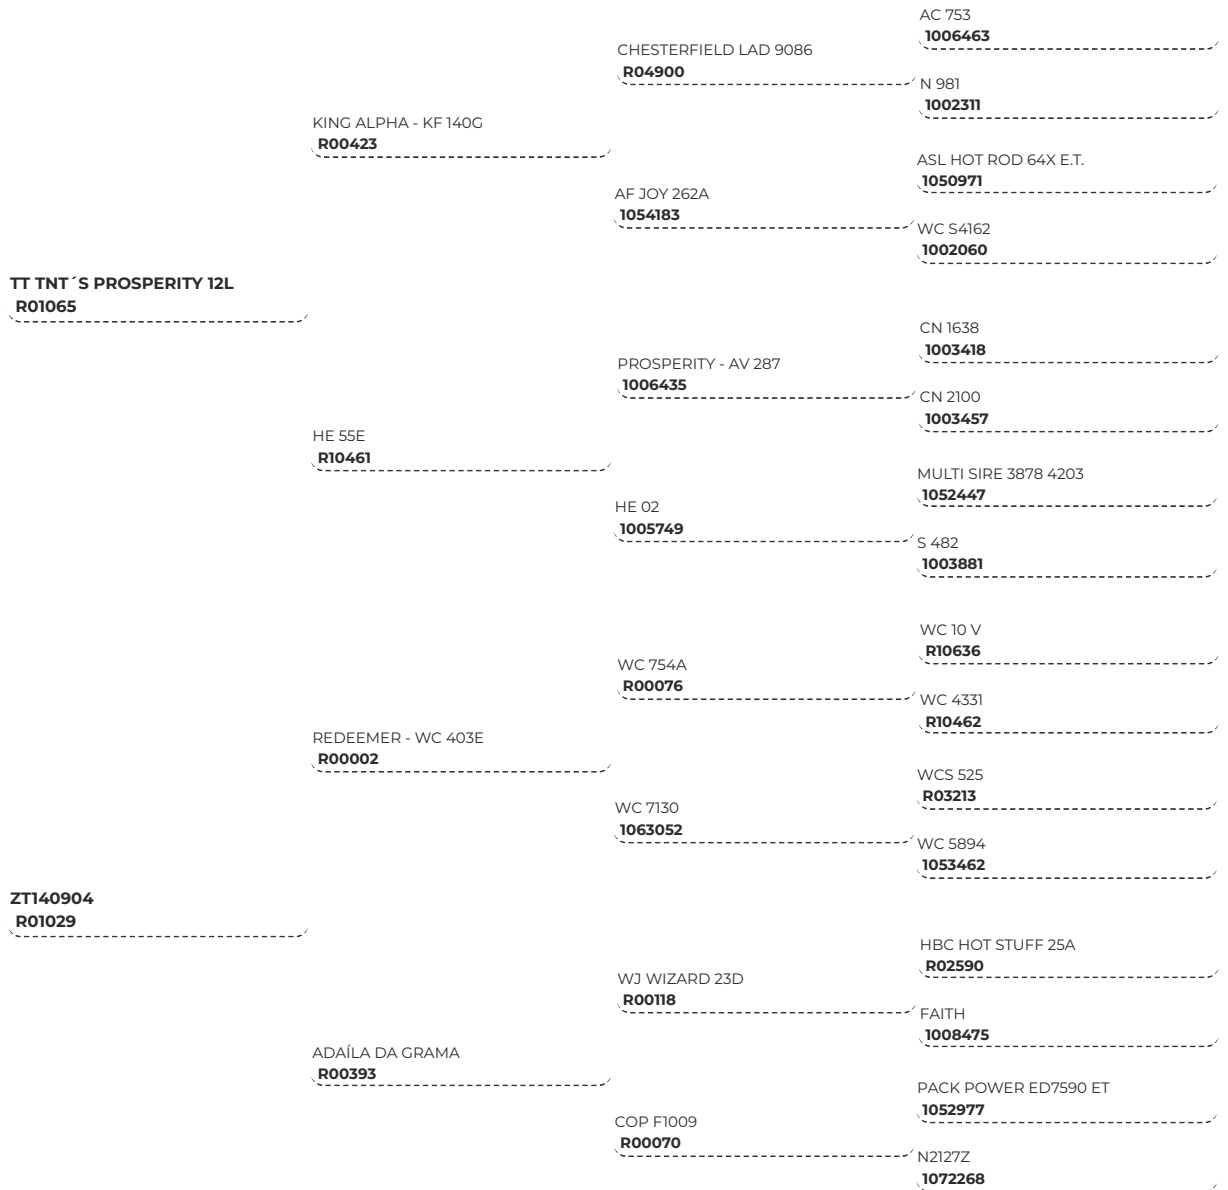 AC 753
1006463
CHESTERFIELD LAD 9086
R04900
N 981
1002311
KING ALPHA - KF 140G
R00423
ASL HOT ROD 64X E.T.
1050971
AF JOY 262A
1054183
WC S4162
1002060
TT TNT´S PROSPERITY 12L
R01065
CN 1638
1003418
PROSPERITY - AV 287
1006435
CN 2100
1003457
HE 55E
R10461
MULTI SIRE 3878 4203
1052447
HE 02
1005749
S 482
1003881
WC 10 V
R10636
WC 754A
R00076
WC 4331
R10462
REDEEMER - WC 403E
R00002
WCS 525
R03213
WC 7130
1063052
WC 5894
1053462
ZT140904
R01029
HBC HOT STUFF 25A
R02590
WJ WIZARD 23D
R00118
FAITH
1008475
ADAÍLA DA GRAMA
R00393
PACK POWER ED7590 ET
1052977
COP F1009
R00070
N2127Z
1072268